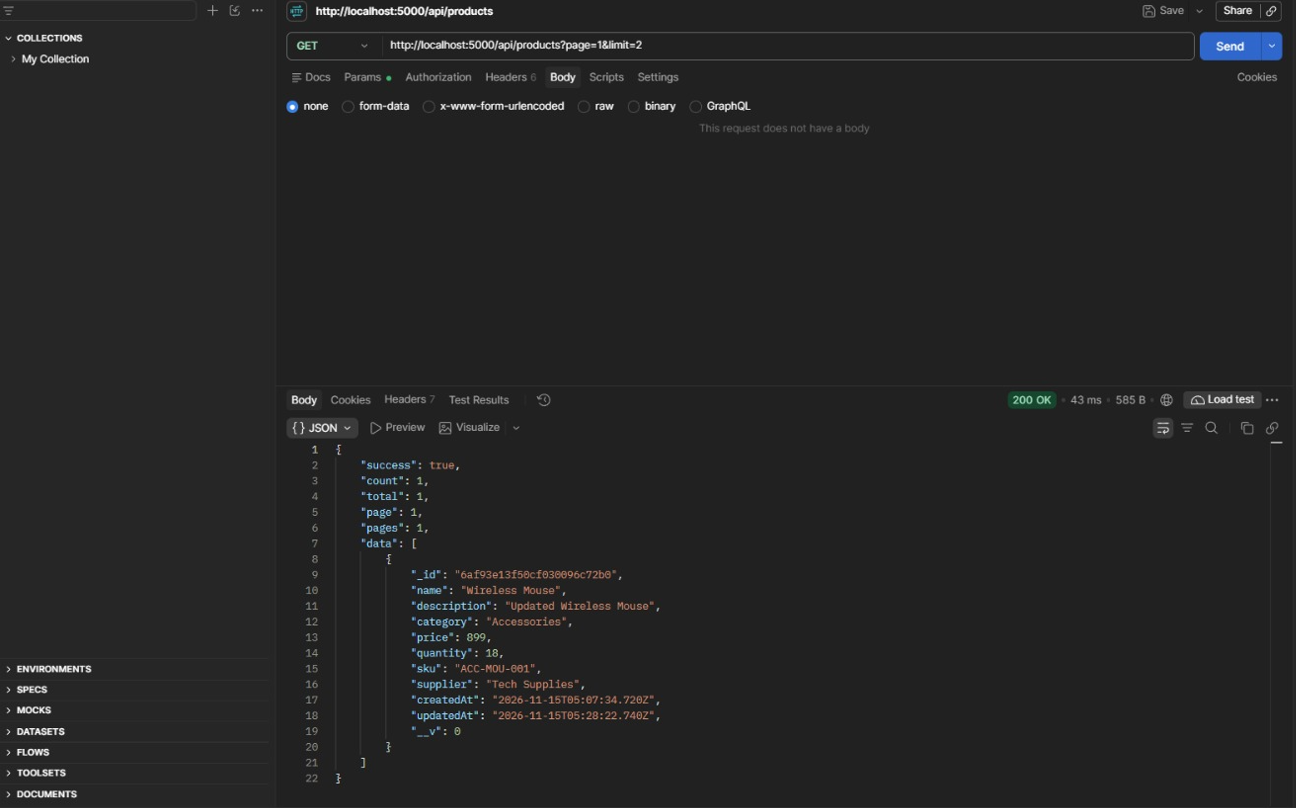 HTTP http://localhost:5000/api/products Save Share
COLLECTIONS
My Collection
GET http://localhost:5000/api/products?page=1&limit=2 Send
Docs Params Authorization Headers 6 Body Scripts Settings Cookies
none form-data x-www-form-urlencoded raw binary GraphQL
This request does not have a body
Body Cookies Headers 7 Test Results 200 OK 43 ms 585 B Load test
{ } JSON Preview Visualize
1 {
2 "success": true,
3 "count": 1,
4 "total": 1,
5 "page": 1,
6 "pages": 1,
7 "data": [
8 {
9 "_id": "6af93e13f50cf030096c72b0",
10 "name": "Wireless Mouse",
11 "description": "Updated Wireless Mouse",
12 "category": "Accessories",
13 "price": 899,
14 "quantity": 18,
15 "sku": "ACC-MOU-001",
16 "supplier": "Tech Supplies",
17 "createdAt": "2026-11-15T05:07:34.720Z",
18 "updatedAt": "2026-11-15T05:28:22.740Z",
19 "__v": 0
20 }
21 ]
22 }
ENVIRONMENTS
SPECS
MOCKS
DATASETS
FLOWS
TOOLSETS
DOCUMENTS